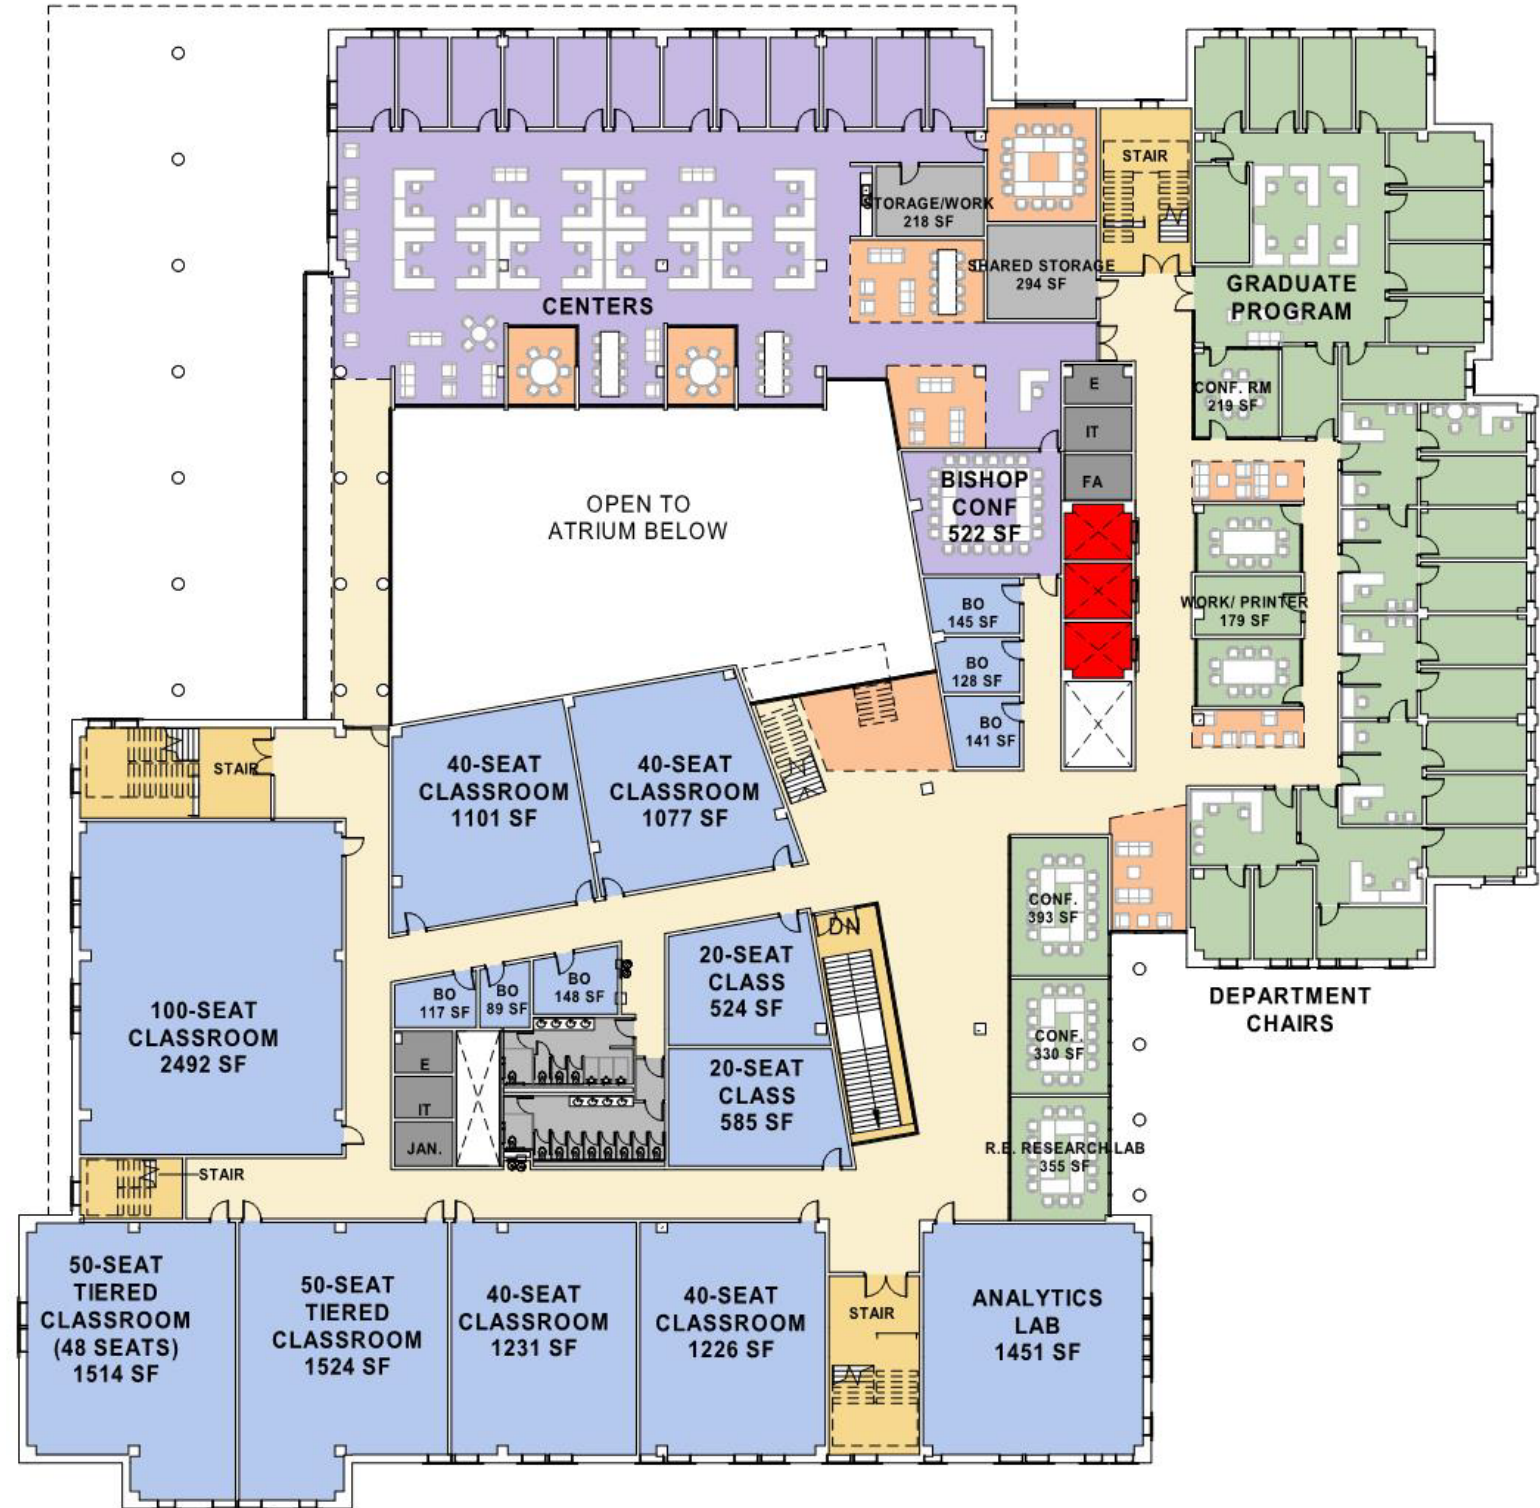 STAIR
STORAGE/WORK
218 SF
SHARED STORAGE
294 SF
CENTERS
GRADUATE
PROGRAM
E
CONF. RM
219 SF
IT
FA
BISHOP
CONF
522 SF
OPEN TO
ATRIUM BELOW
BO
145 SF
WORK/ PRINTER
179 SF
BO
128 SF
BO
141 SF
STAIR
40-SEAT
CLASSROOM
1101 SF
40-SEAT
CLASSROOM
1077 SF
CONF.
393 SF
DN
20-SEAT
CLASS
524 SF
BO
117 SF
BO
89 SF
BO
148 SF
100-SEAT
CLASSROOM
2492 SF
DEPARTMENT
CHAIRS
CONF.
330 SF
E
IT
JAN.
20-SEAT
CLASS
585 SF
R.E. RESEARCH LAB
355 SF
STAIR
50-SEAT
TIERED
CLASSROOM
(48 SEATS)
1514 SF
50-SEAT
TIERED
CLASSROOM
1524 SF
40-SEAT
CLASSROOM
1231 SF
40-SEAT
CLASSROOM
1226 SF
STAIR
ANALYTICS
LAB
1451 SF